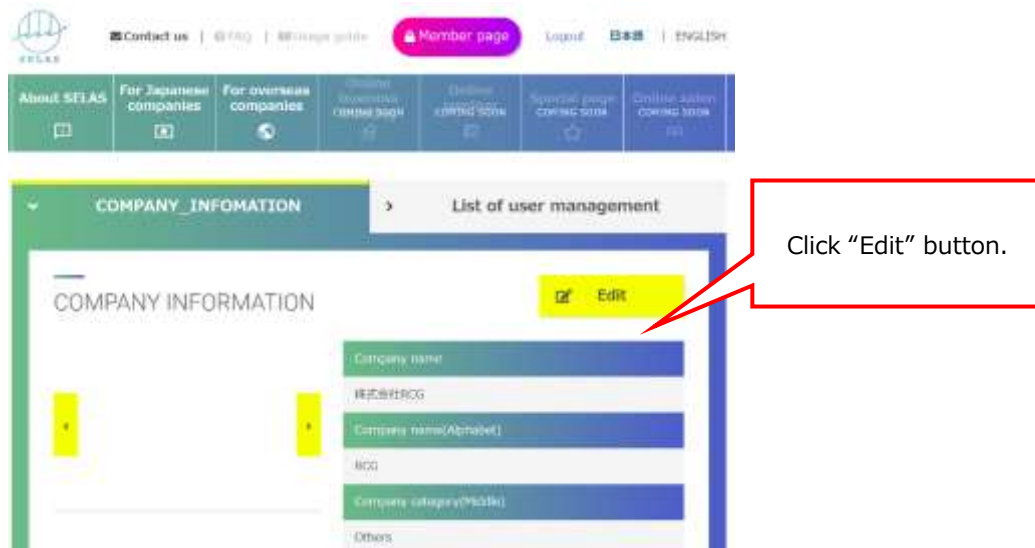 Contact us | FAQ | Usage guide Member page Logout 日本語 | ENGLISH
SELAS
About SELAS
For Japanese companies
For overseas companies
COMING SOON
COMING SOON
Special page
COMING SOON
Online salon
COMING SOON
COMPANY_INFOMATION
List of user management
Click “Edit” button.
COMPANY INFORMATION
Edit
Company name
株式会社RCG
Company name(Alphabet)
RCG
Company category(Middle)
Others